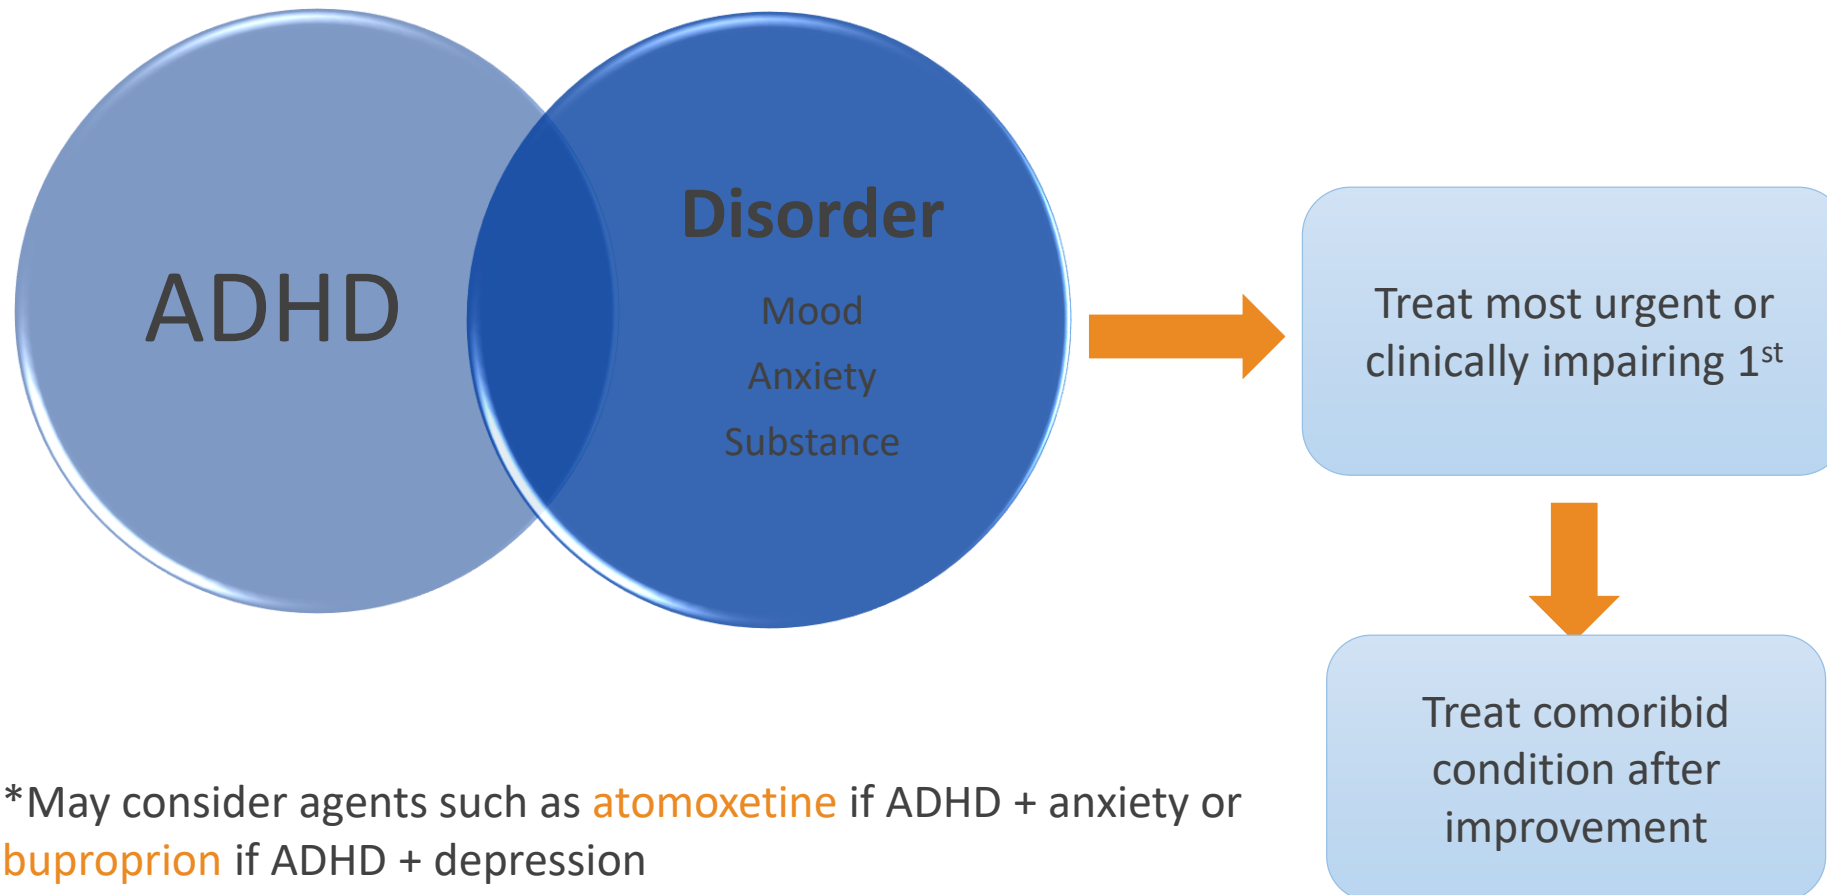 ADHD
Disorder
Mood
Anxiety
Substance
Treat most urgent or
clinically impairing 1st
Treat comoribid
condition after
improvement
*May consider agents such as atomoxetine if ADHD + anxiety or
buproprion if ADHD + depression